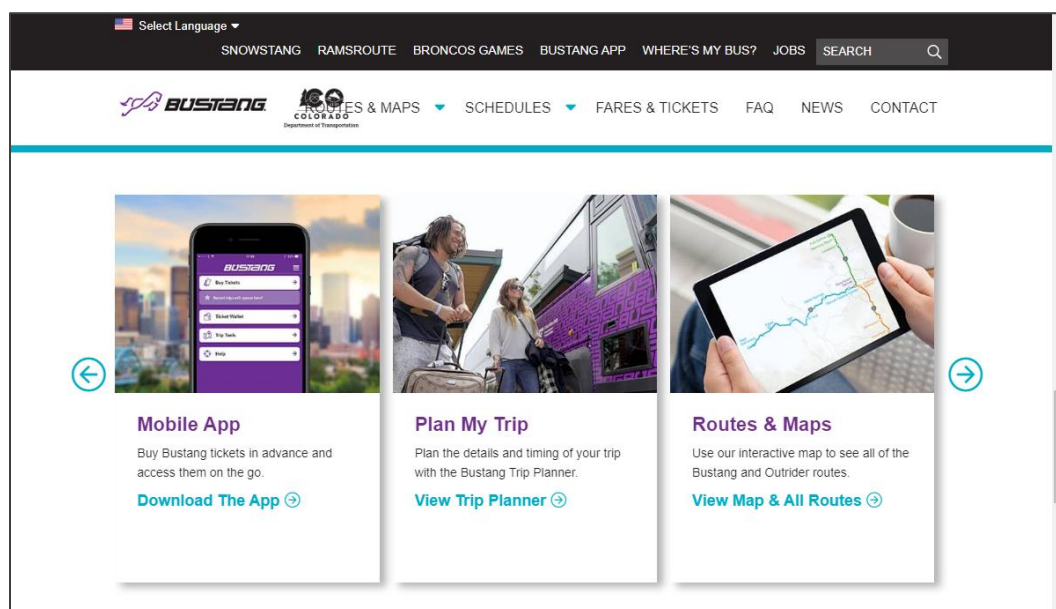 Select Language
SNOWSTANG RAMSROUTE BRONCOS GAMES BUSTANG APP WHERE'S MY BUS? JOBS SEARCH
BUSTANG
COLORADO
Department of Transportation
ROUTES & MAPS SCHEDULES FARES & TICKETS FAQ NEWS CONTACT
BUSTANG
Buy Tickets
Ticket Wallet
Trip Tools
Help
Mobile App
Buy Bustang tickets in advance and
access them on the go.
Download The App
Plan My Trip
Plan the details and timing of your trip
with the Bustang Trip Planner.
View Trip Planner
Routes & Maps
Use our interactive map to see all of the
Bustang and Outrider routes.
View Map & All Routes